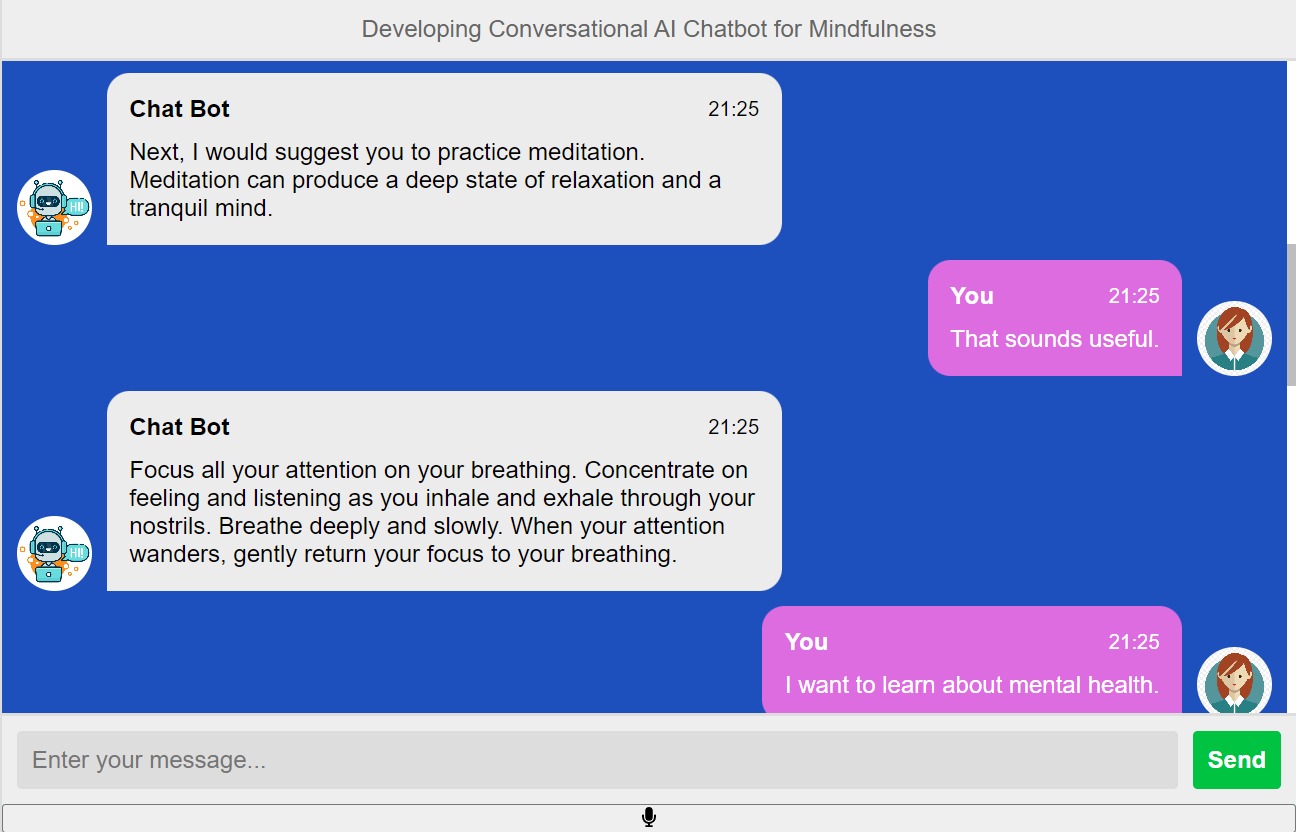 Developing Conversational AI Chatbot for Mindfulness
Chat Bot 21:25
Next, I would suggest you to practice meditation.
Meditation can produce a deep state of relaxation and a
tranquil mind.
HI!
You 21:25
That sounds useful.
Chat Bot 21:25
Focus all your attention on your breathing. Concentrate on
feeling and listening as you inhale and exhale through your
nostrils. Breathe deeply and slowly. When your attention
wanders, gently return your focus to your breathing.
HI!
You 21:25
I want to learn about mental health.
Enter your message...
Send